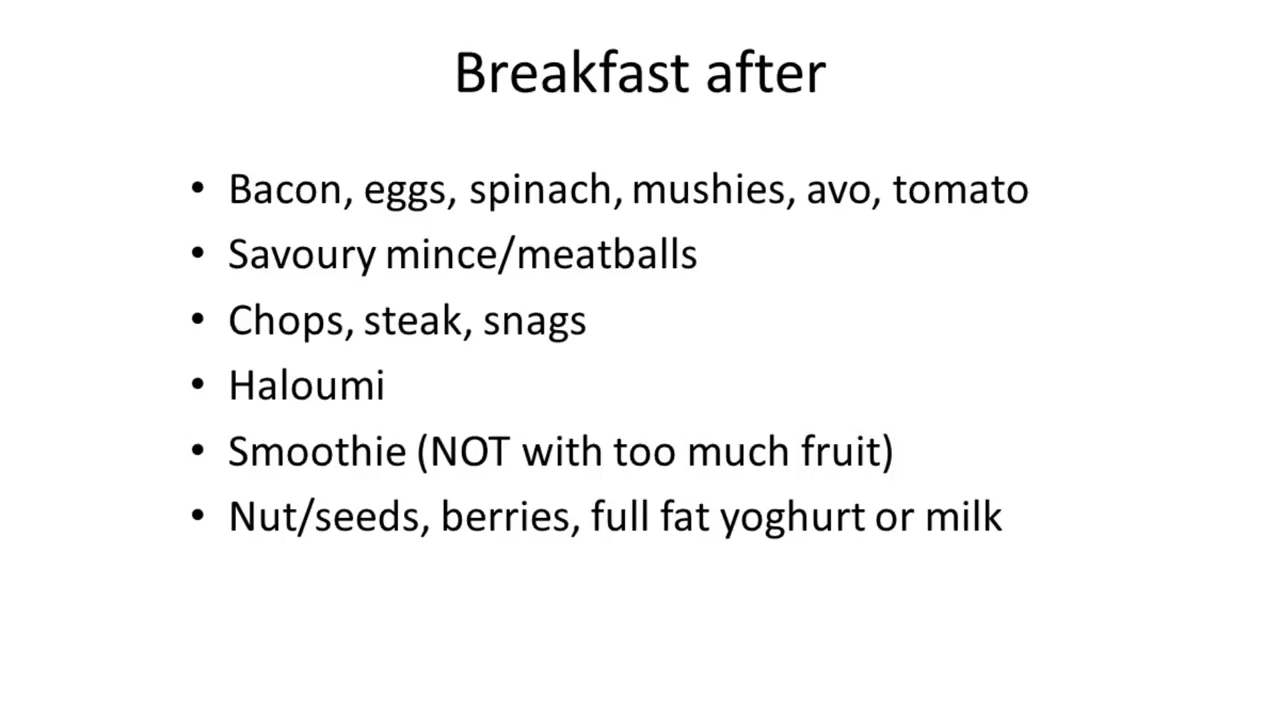 Breakfast after
• Bacon, eggs, spinach, mushies, avo, tomato
• Savoury mince/meatballs
• Chops, steak, snags
• Haloumi
• Smoothie (NOT with too much fruit)
• Nut/seeds, berries, full fat yoghurt or milk